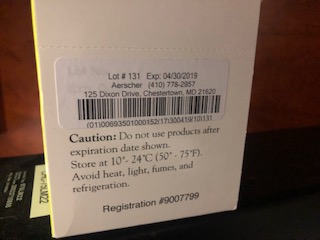 Lot # 131 Exp: 04/30/2019
Aerscher (410) 778-2957
125 Dixon Drive, Chestertown, MD 21620
(01)00693501000152(17)300419(10)131
Caution: Do not use products after
expiration date shown.
Store at 10°- 24°C (50° - 75°F).
Avoid heat, light, fumes, and
refrigeration.
Registration #9007799